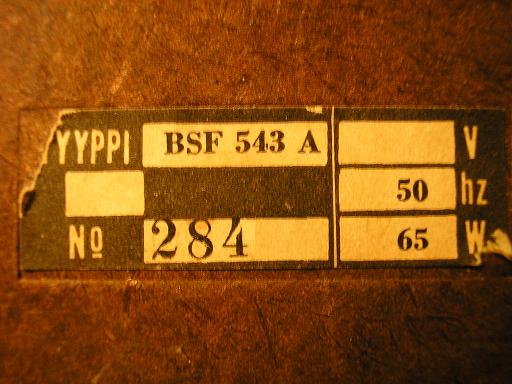 TYYPPI BSF 543 A V
50 hz
No 284 65 W